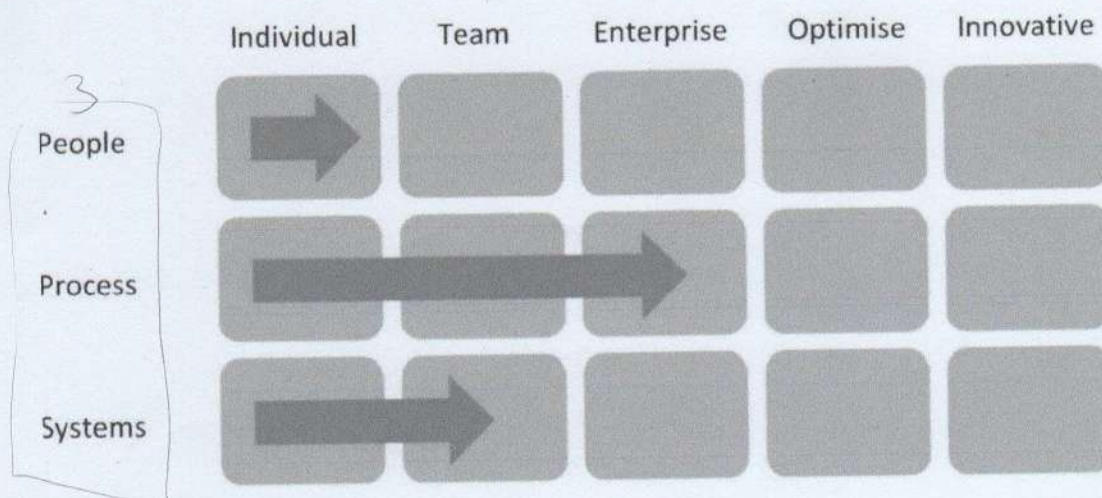 Individual Team Enterprise Optimise Innovative
3
People
Process
Systems